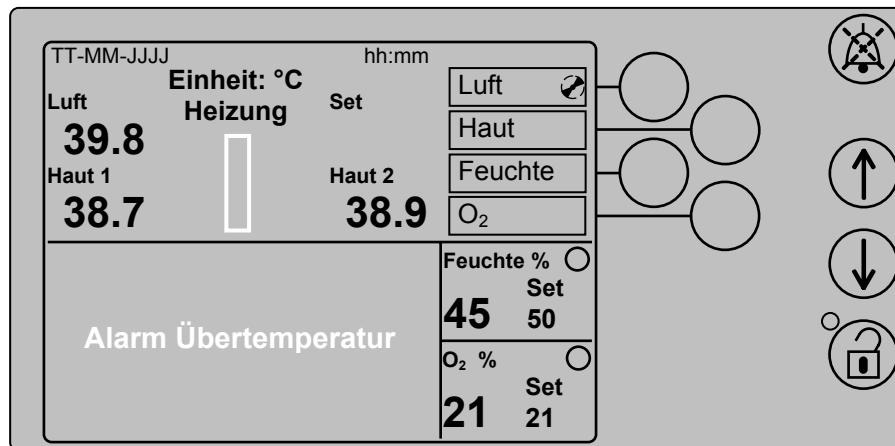 TT-MM-JJJJ hh:mm
Einheit: °C
Luft Heizung Set
39.8
Haut 1 Haut 2
38.7 38.9
Luft
Haut
Feuchte
O₂
Alarm Übertemperatur
Feuchte %
Set
45 50
O₂ %
Set
21 21